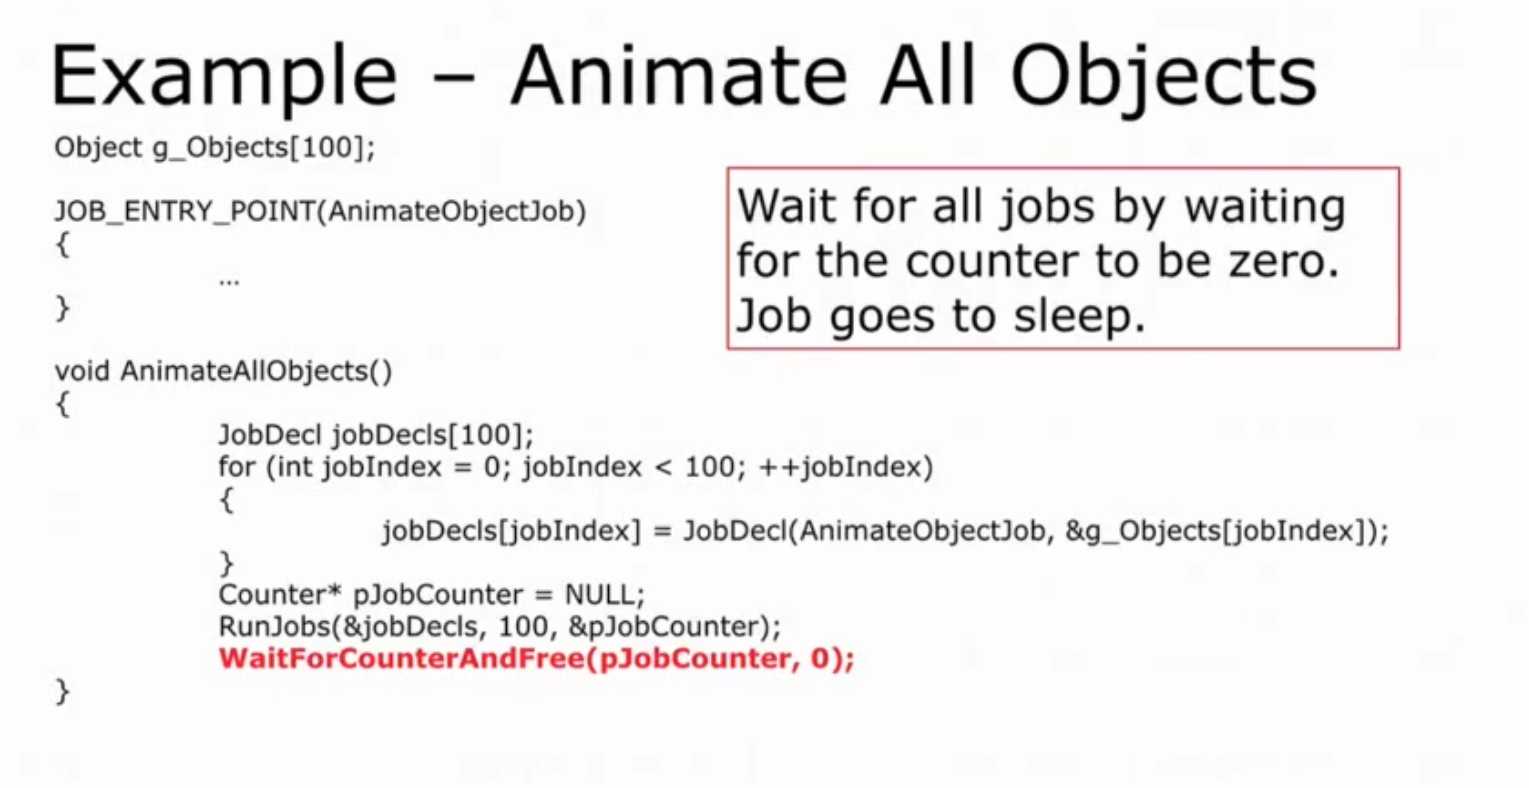 Example – Animate All Objects
Object g_Objects[100];
JOB_ENTRY_POINT(AnimateObjectJob)
{
...
}
Wait for all jobs by waiting
for the counter to be zero.
Job goes to sleep.
void AnimateAllObjects()
{
JobDecl jobDecls[100];
for (int jobIndex = 0; jobIndex < 100; ++jobIndex)
{
jobDecls[jobIndex] = JobDecl(AnimateObjectJob, &g_Objects[jobIndex]);
}
Counter* pJobCounter = NULL;
RunJobs(&jobDecls, 100, &pJobCounter);
WaitForCounterAndFree(pJobCounter, 0);
}